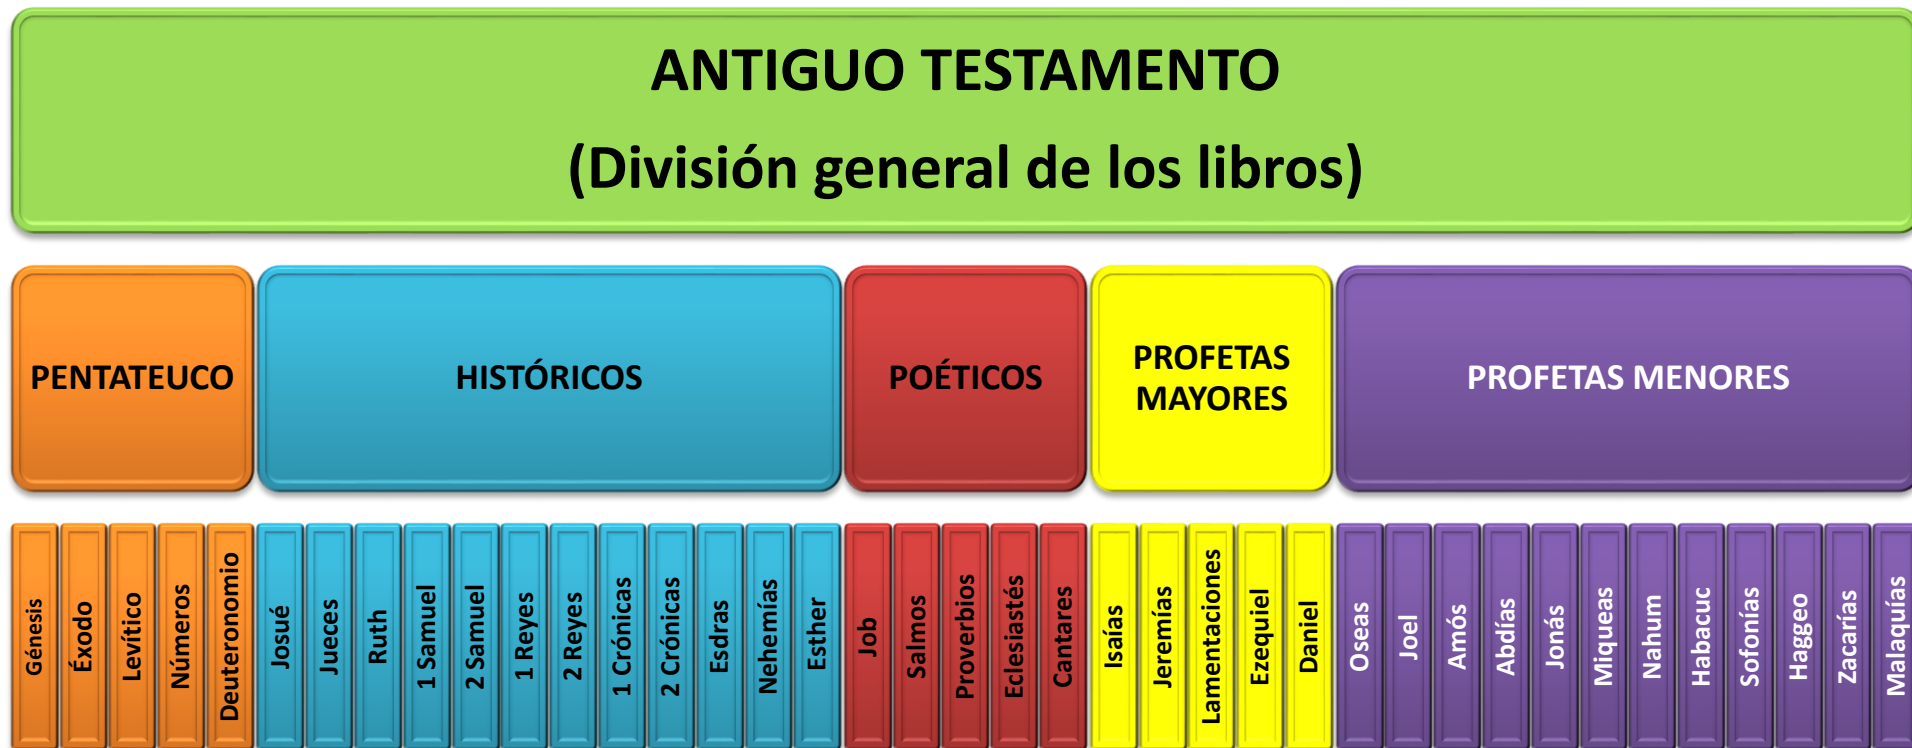 ANTIGUO TESTAMENTO
(División general de los libros)
PENTATEUCO
HISTÓRICOS
POÉTICOS
PROFETAS
MAYORES
PROFETAS MENORES
Génesis
Éxodo
Levítico
Números
Deuteronomio
Josué
Jueces
Ruth
1 Samuel
2 Samuel
1 Reyes
2 Reyes
1 Crónicas
2 Crónicas
Esdras
Nehemías
Esther
Job
Salmos
Proverbios
Eclesiastés
Cantares
Isaías
Jeremías
Lamentaciones
Ezequiel
Daniel
Oseas
Joel
Amós
Abdías
Jonás
Miqueas
Nahum
Habacuc
Sofonías
Haggeo
Zacarías
Malaquías